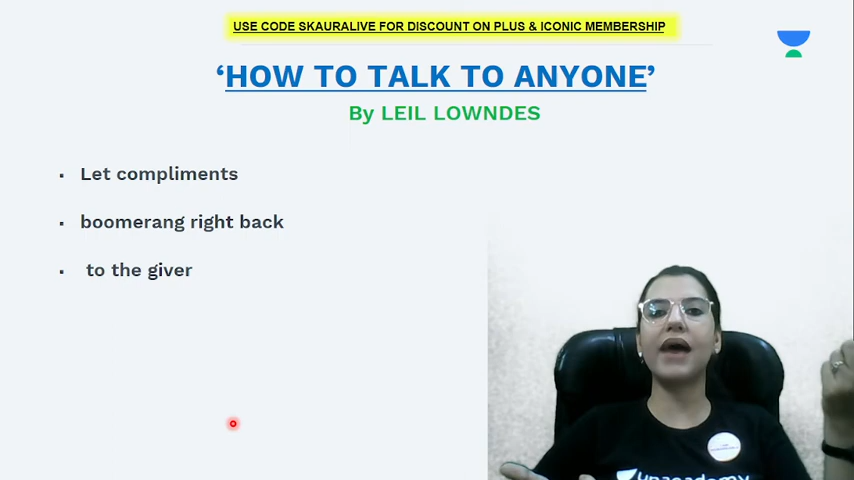 USE CODE SKAURALIVE FOR DISCOUNT ON PLUS & ICONIC MEMBERSHIP
‘HOW TO TALK TO ANYONE’
By LEIL LOWNDES
▪ Let compliments
▪ boomerang right back
▪ to the giver
unacademy